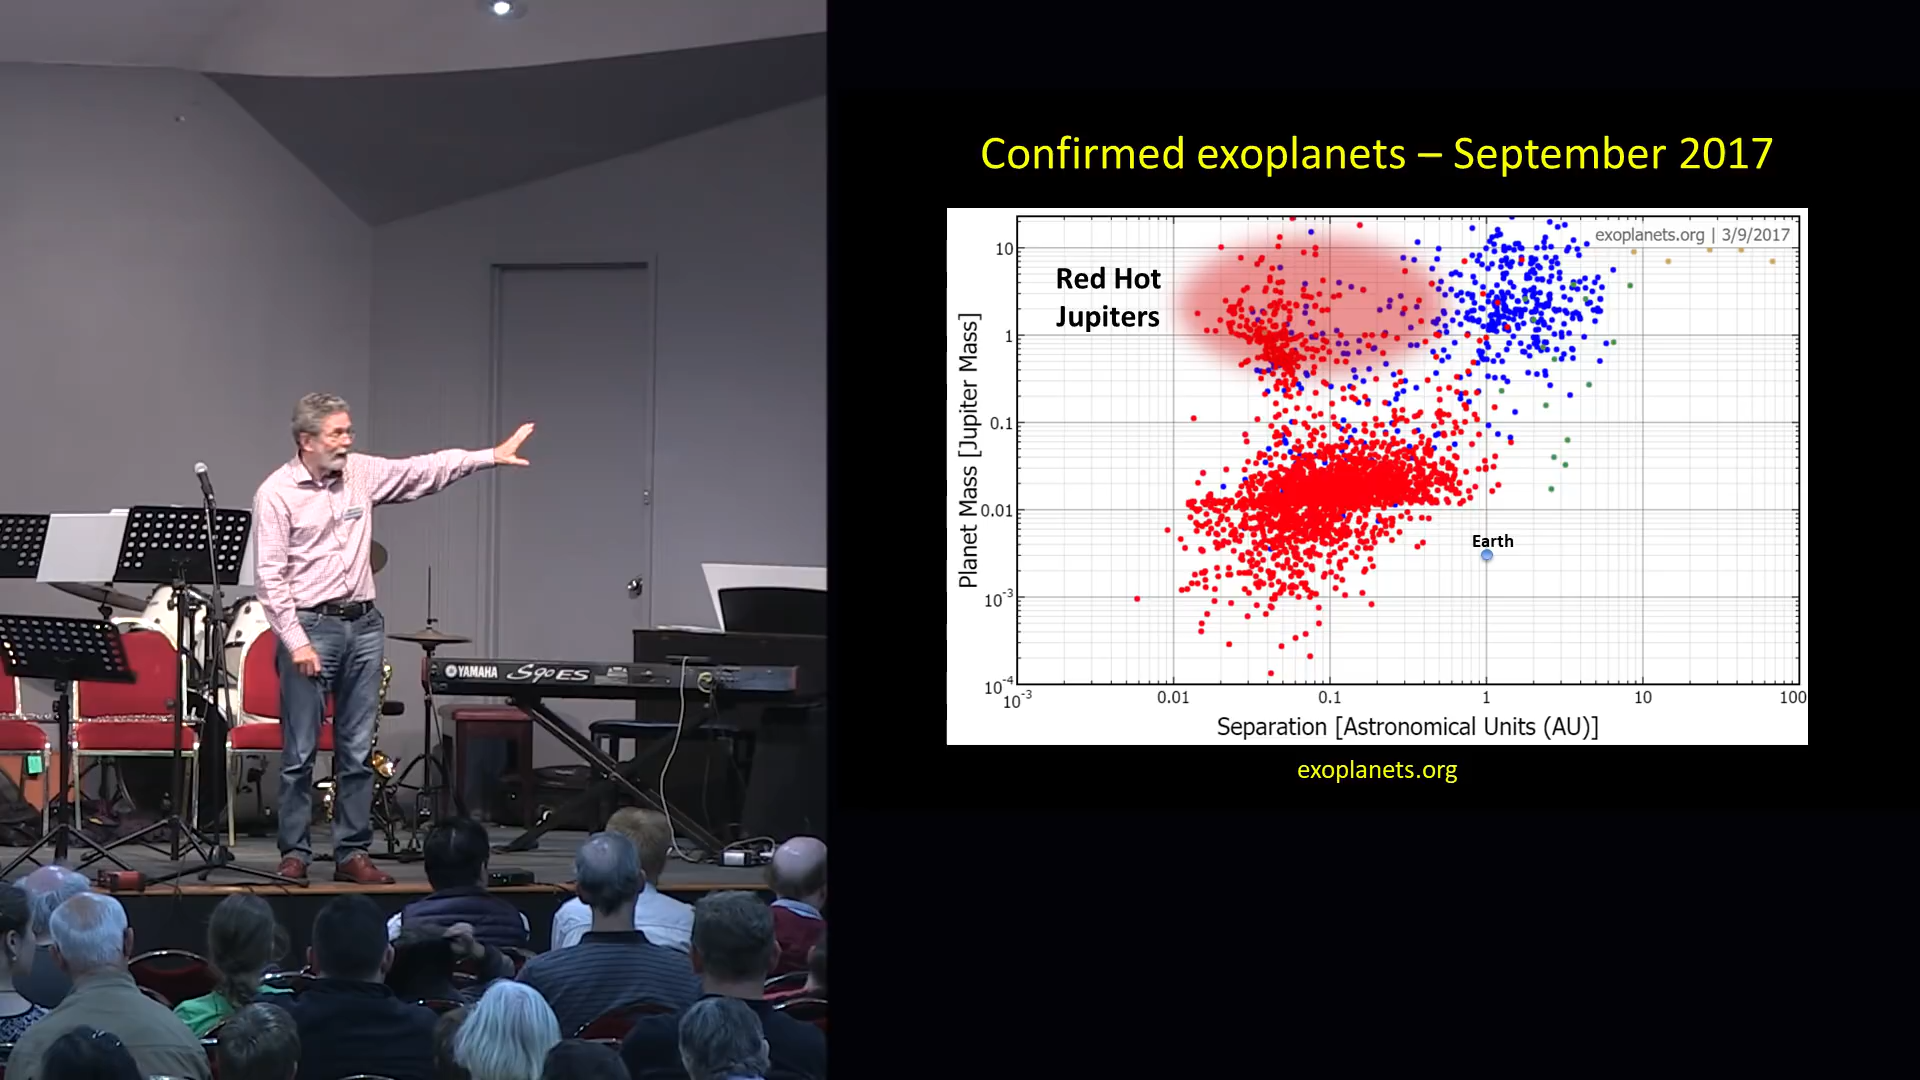 Confirmed exoplanets – September 2017
exoplanets.org | 3/9/2017
Red Hot
Jupiters
Earth
Planet Mass [Jupiter Mass]
10
1
0.1
0.01
10-3
10-4
10-3
0.01
0.1
1
10
100
Separation [Astronomical Units (AU)]
exoplanets.org
YAMAHA S90 ES